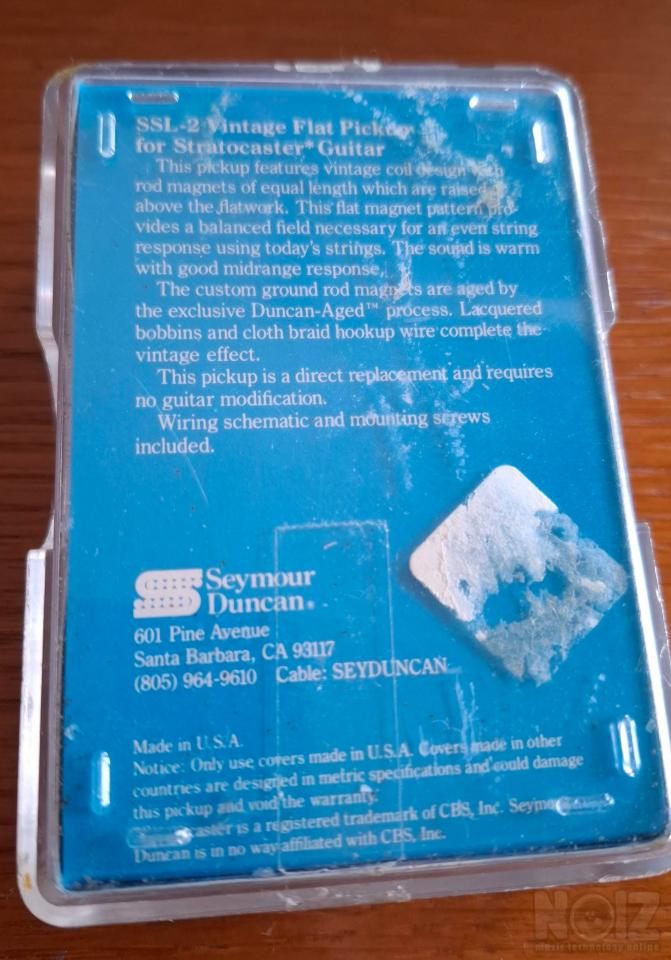 SSL-2 Vintage Flat Pickup
for Stratocaster* Guitar
This pickup features vintage coil design with
rod magnets of equal length which are raised
above the flatwork. This flat magnet pattern pro-
vides a balanced field necessary for an even string
response using today's strings. The sound is warm
with good midrange response.
The custom ground rod magnets are aged by
the exclusive Duncan-Aged™ process. Lacquered
bobbins and cloth braid hookup wire complete the
vintage effect.
This pickup is a direct replacement and requires
no guitar modification.
Wiring schematic and mounting screws
included.
Seymour
Duncan®
601 Pine Avenue
Santa Barbara, CA 93117
(805) 964-9610 Cable: SEYDUNCAN
Made in U.S.A.
Notice: Only use covers made in U.S.A. Covers made in other
countries are designed in metric specifications and could damage
this pickup and void the warranty.
*Stratocaster is a registered trademark of CBS, Inc. Seymour
Duncan is in no way affiliated with CBS, Inc.
NOIZ
music technology online